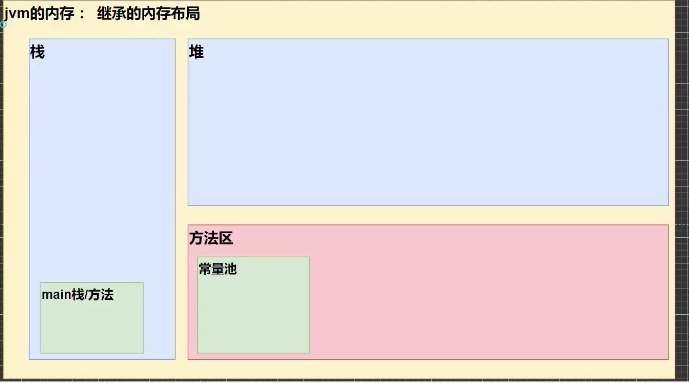 jvm的内存： 继承的内存布局
栈
堆
方法区
常量池
main栈/方法